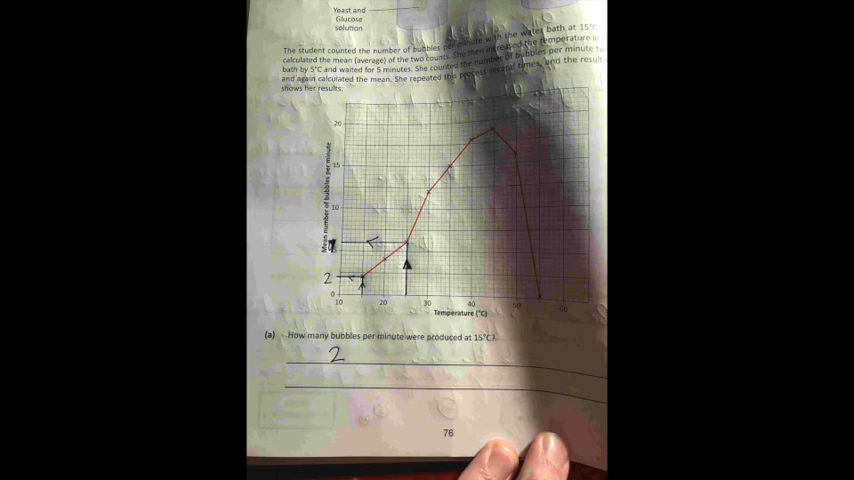 Yeast and
Glucose
solution
The student counted the number of bubbles per minute with the water bath at 15°C
calculated the mean (average) of the two counts. She then increased the temperature
bath by 5°C and waited for 5 minutes. She counted the number of bubbles per minute
and again calculated the mean. She repeated this process several times, and the
shows her results:
20
15
10
2
0
10
20
30
40
50
60
Mean number of bubbles per minute
Temperature (°C)
(a) How many bubbles per minute were produced at 15°C?
2
76